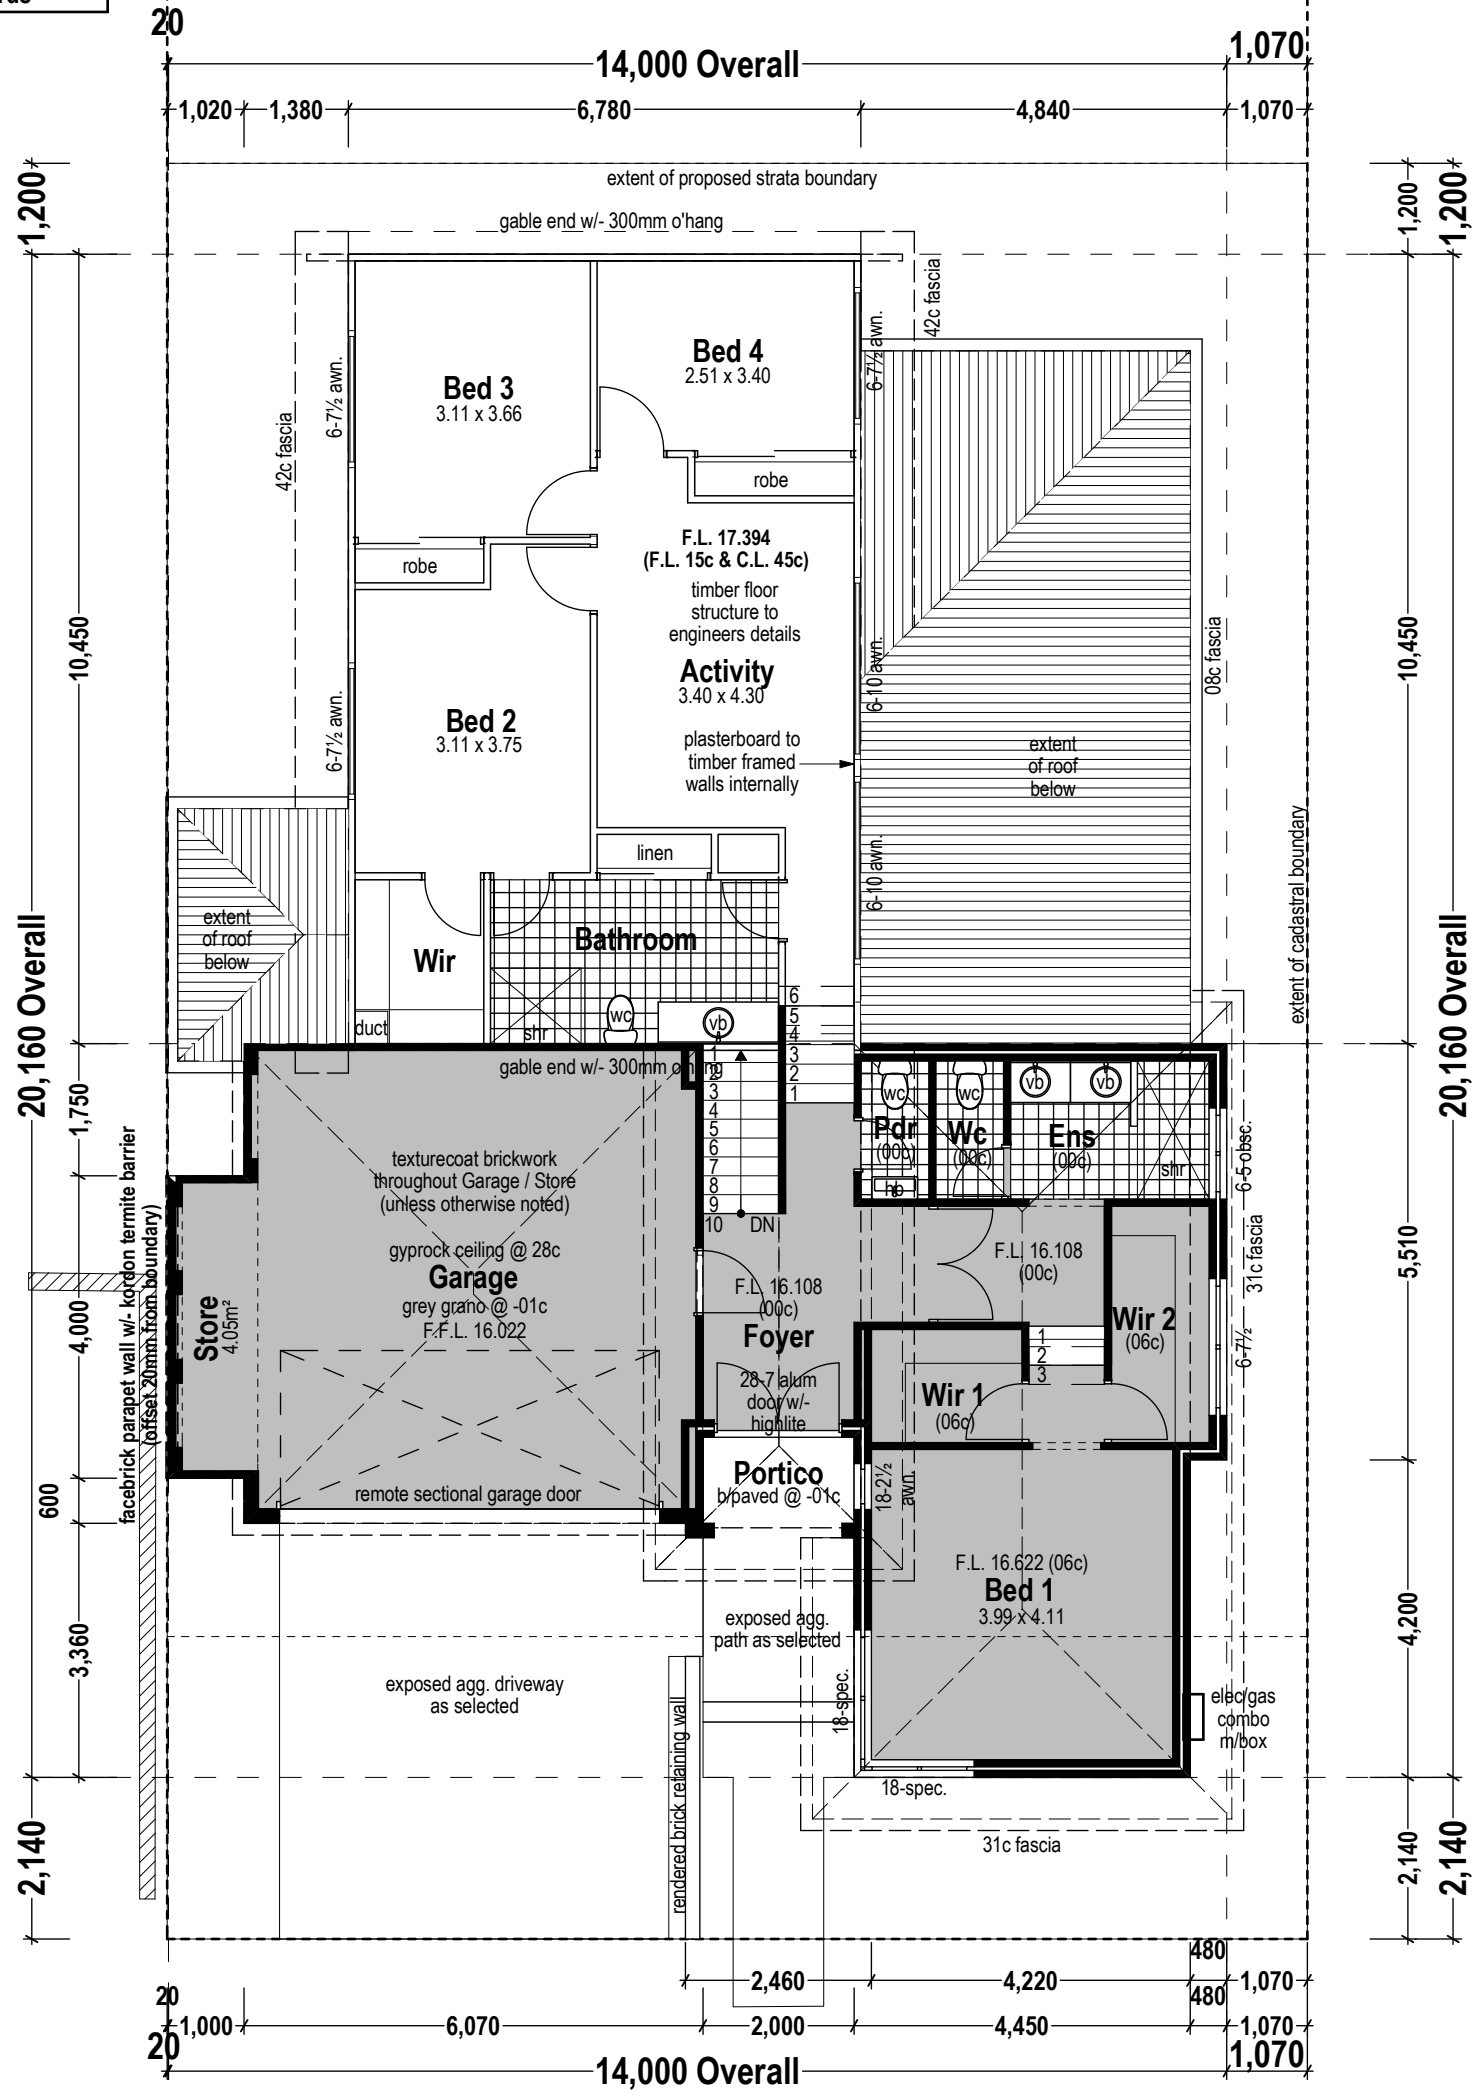 20
14,000 Overall
1,070
1,020
1,380
6,780
4,840
1,070
extent of proposed strata boundary
gable end w/- 300mm o'hang
1,200
1,200
1,200
42c fascia
42c fascia
6-7½ awn.
6-7½ awn.
Bed 3
3.11 x 3.66
Bed 4
2.51 x 3.40
robe
robe
F.L. 17.394
(F.L. 15c & C.L. 45c)
timber floor
structure to
engineers details
Activity
3.40 x 4.30
plasterboard to
timber framed
walls internally
Bed 2
3.11 x 3.75
6-7½ awn.
6-10 awn.
6-10 awn.
08c fascia
extent
of roof
below
10,450
10,450
20,160 Overall
20,160 Overall
extent of cadastral boundary
linen
extent
of roof
below
Wir
Bathroom
duct
shr
wc
vb
6
5
4
3
2
1
gable end w/- 300mm o'hang
1
2
3
4
5
6
7
8
9
10
DN
1,750
texturecoat brickwork
throughout Garage / Store
(unless otherwise noted)
gyprock ceiling @ 28c
Garage
grey grano @ -01c
F.F.L. 16.022
Store
4.05m²
remote sectional garage door
facebrick parapet wall w/- kordon termite barrier
(offset 20mm from boundary)
4,000
600
3,360
2,140
wc
wc
vb
vb
Pdr
(00c)
Wc
(00c)
Ens
(00c)
shr
hb
6-5 obsc.
31c fascia
6-7½
5,510
F.L. 16.108
(00c)
F.L. 16.108
(00c)
Foyer
28-7 alum
door w/-
highlite
Wir 2
(06c)
1
2
3
Wir 1
(06c)
Portico
b/paved @ -01c
18-2½
awn.
F.L. 16.622 (06c)
Bed 1
3.99 x 4.11
exposed agg.
path as selected
exposed agg. driveway
as selected
rendered brick retaining wall
18-spec.
18-spec.
elec/gas
combo
m/box
31c fascia
4,200
2,140
2,140
480
2,460
4,220
1,070
20
480
1,000
6,070
2,000
4,450
1,070
20
14,000 Overall
1,070